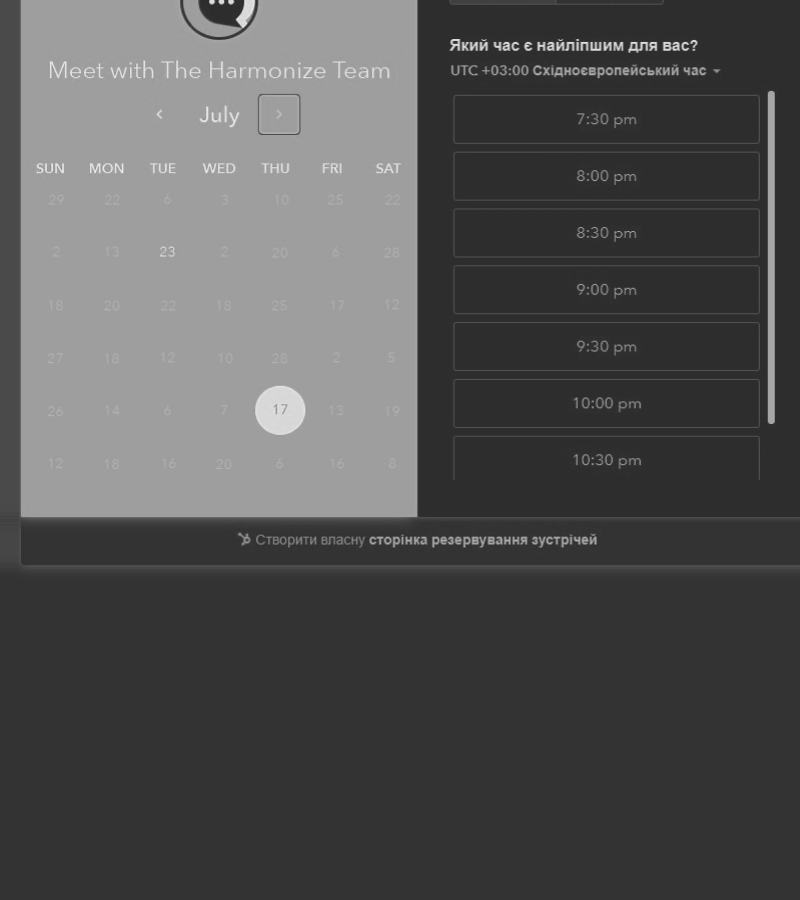 Meet with The Harmonize Team
July
SUN MON TUE WED THU FRI SAT
29 22 6 3 10 25 22
2 13 23 2 20 6 28
18 20 22 18 25 17 12
27 18 12 10 28 2 5
26 14 6 7 17 13 19
12 18 16 20 6 16 8
Який час є найліпшим для вас?
UTC +03:00 Східноєвропейський час
7:30 pm
8:00 pm
8:30 pm
9:00 pm
9:30 pm
10:00 pm
10:30 pm
Створити власну сторінка резервування зустрічей